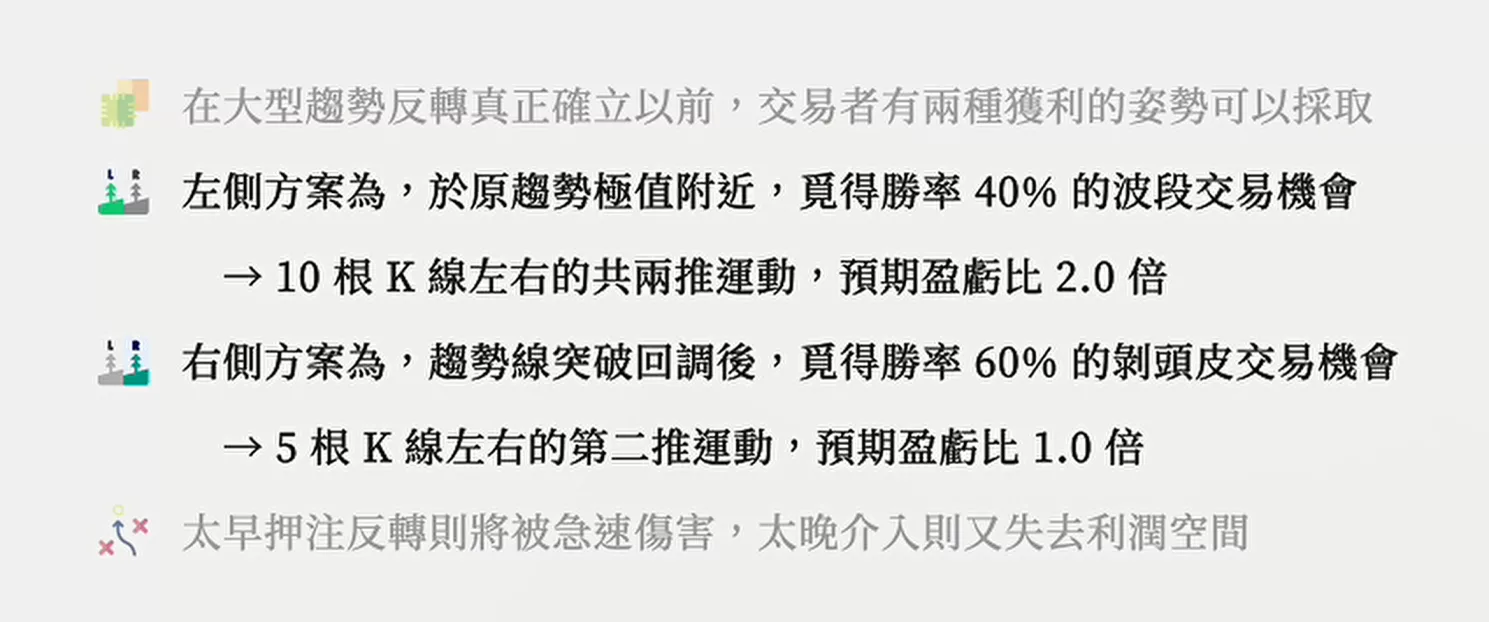 在大型趨勢反轉真正確立以前，交易者有兩種獲利的姿勢可以採取
L R
左側方案為，於原趨勢極值附近，覓得勝率 40% 的波段交易機會
→ 10 根 K 線左右的共兩推運動，預期盈虧比 2.0 倍
L R
右側方案為，趨勢線突破回調後，覓得勝率 60% 的剝頭皮交易機會
→ 5 根 K 線左右的第二推運動，預期盈虧比 1.0 倍
太早押注反轉則將被急速傷害，太晚介入則又失去利潤空間